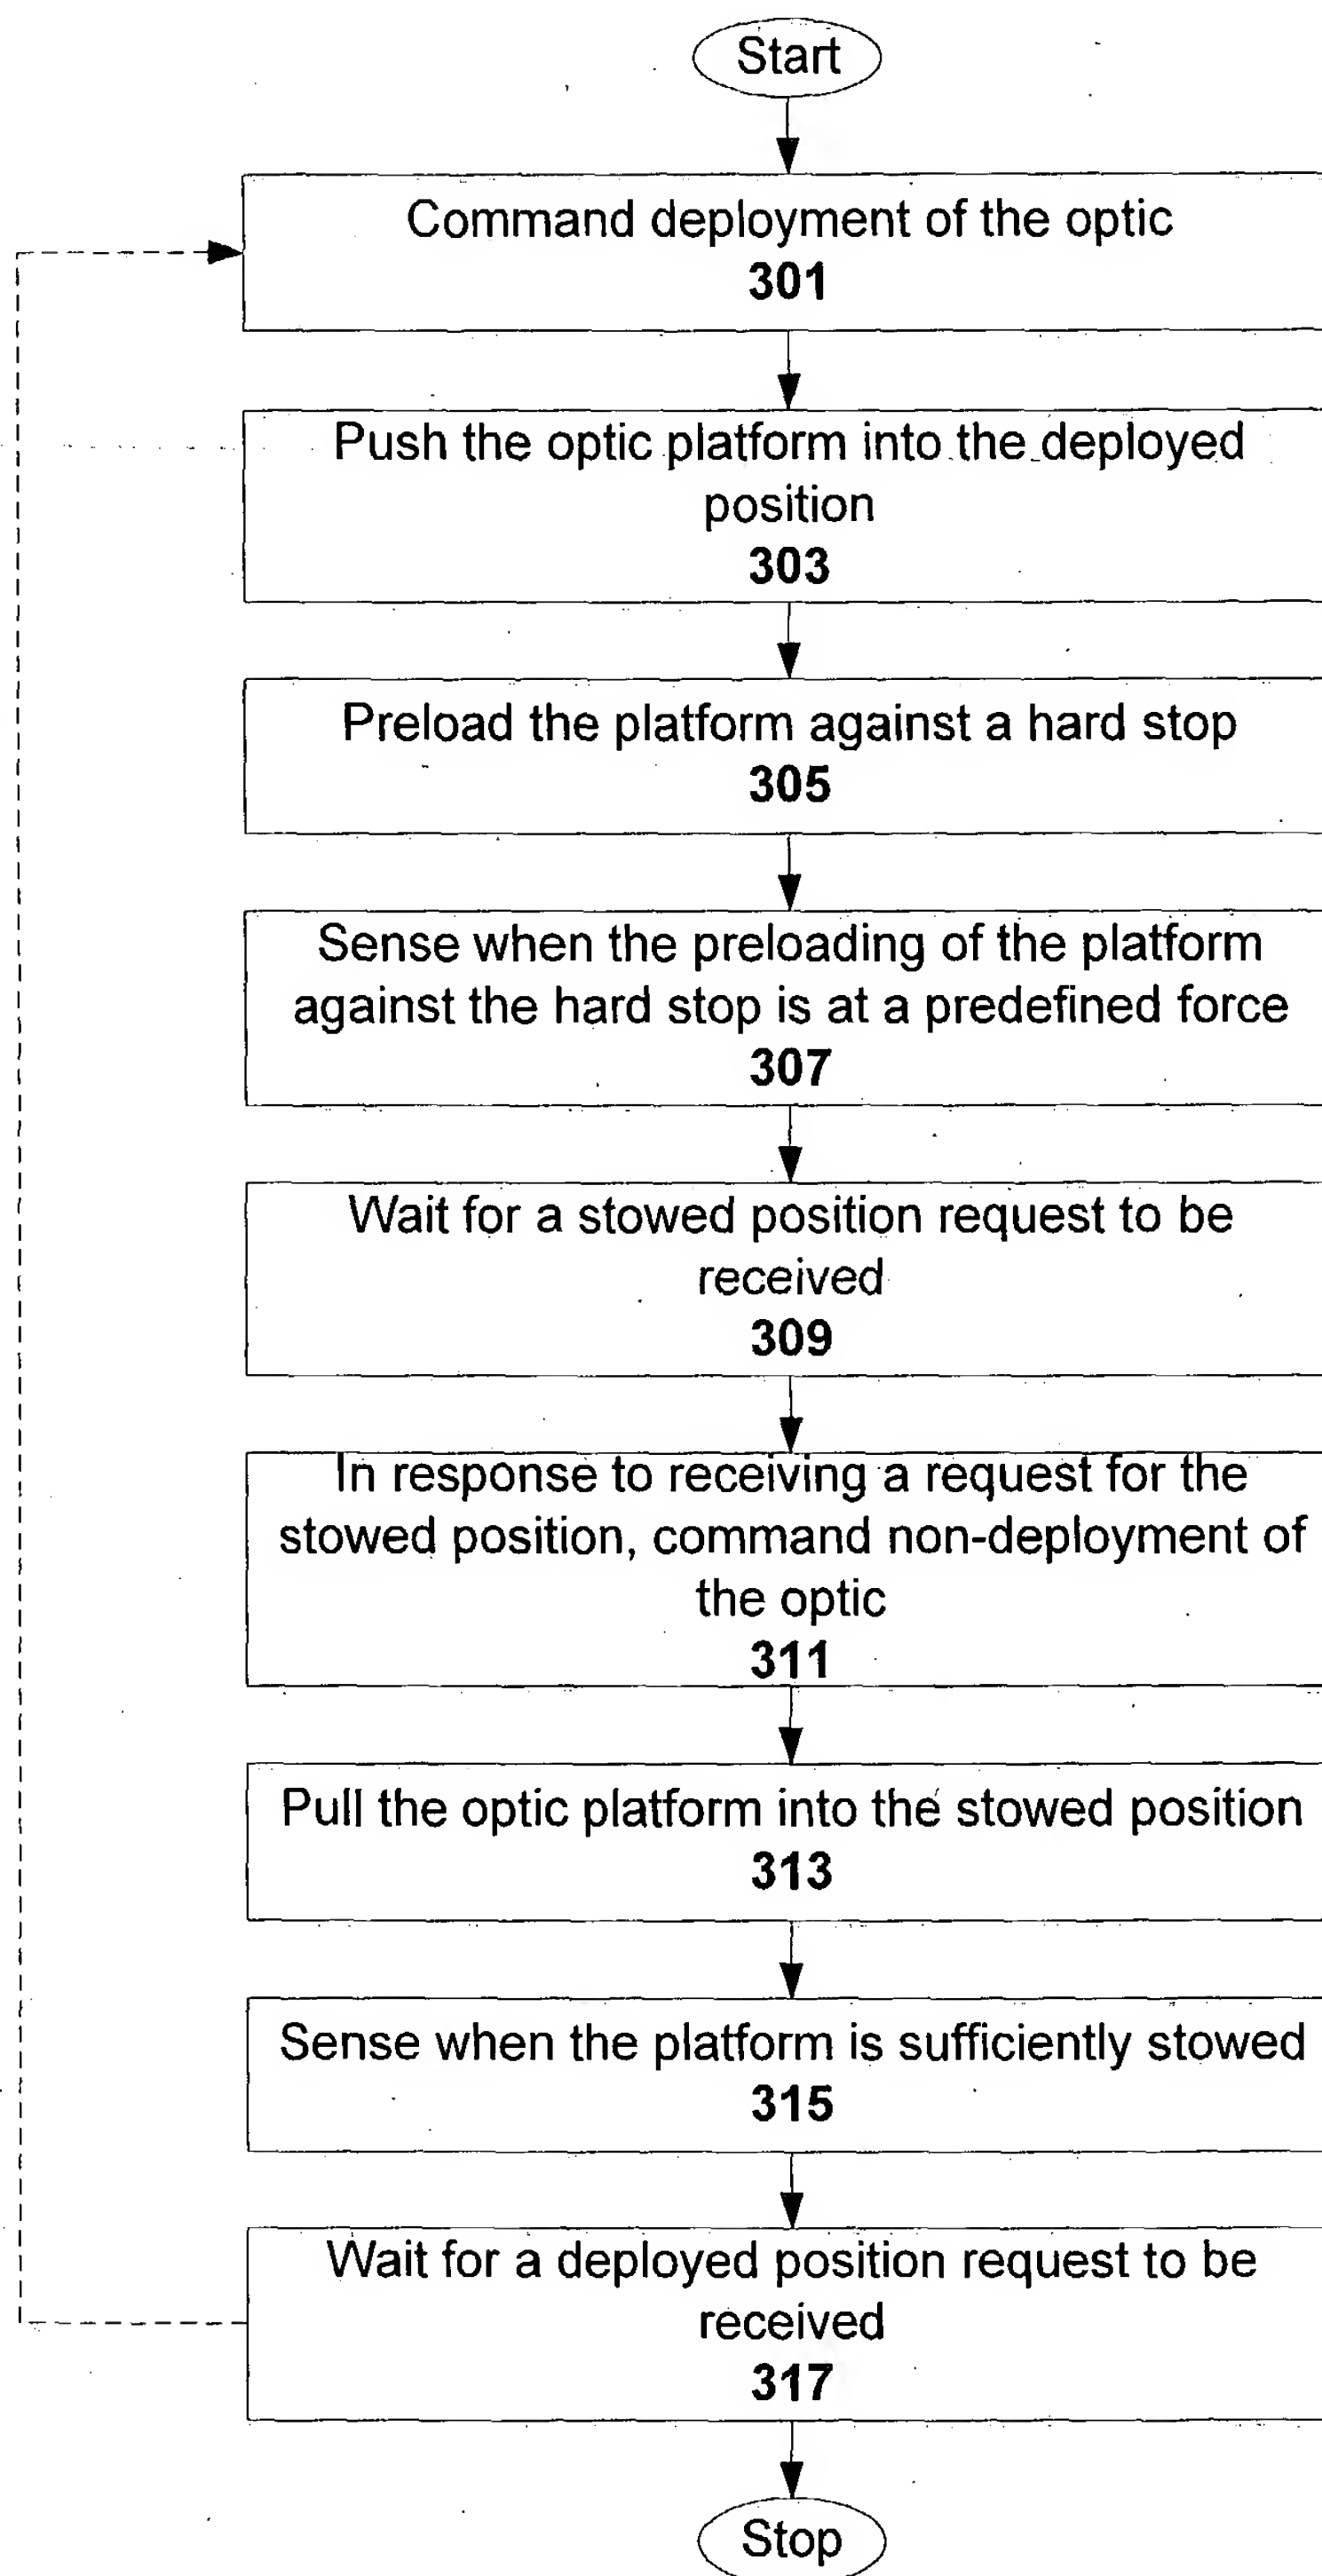 Start
Command deployment of the optic
301
Push the optic platform into the deployed
position
303
Preload the platform against a hard stop
305
Sense when the preloading of the platform
against the hard stop is at a predefined force
307
Wait for a stowed position request to be
received
309
In response to receiving a request for the
stowed position, command non-deployment of
the optic
311
Pull the optic platform into the stowed position
313
Sense when the platform is sufficiently stowed
315
Wait for a deployed position request to be
received
317
Stop